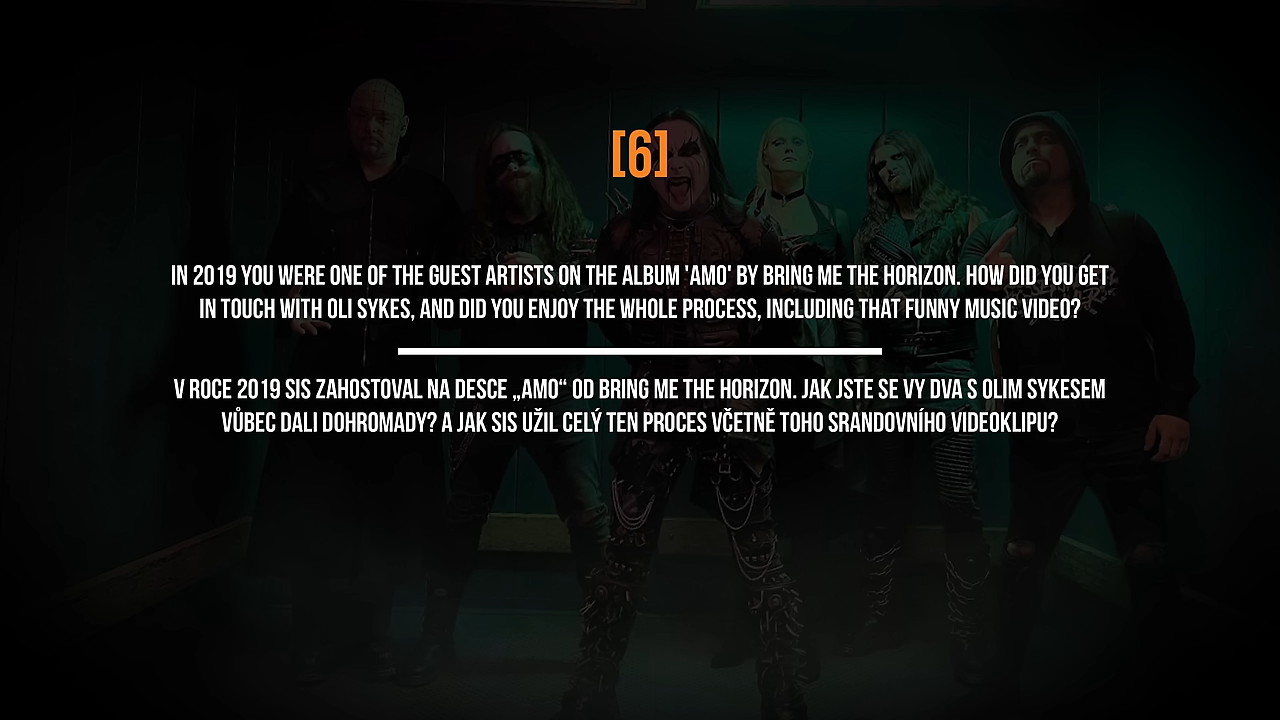 [6]
IN 2019 YOU WERE ONE OF THE GUEST ARTISTS ON THE ALBUM 'AMO' BY BRING ME THE HORIZON. HOW DID YOU GET
IN TOUCH WITH OLI SYKES, AND DID YOU ENJOY THE WHOLE PROCESS, INCLUDING THAT FUNNY MUSIC VIDEO?
V ROCE 2019 SIS ZAHOSTOVAL NA DESCE „AMO“ OD BRING ME THE HORIZON. JAK JSTE SE VY DVA S OLIM SYKESEM
VŮBEC DALI DOHROMADY? A JAK SIS UŽIL CELÝ TEN PROCES VČETNĚ TOHO SRANDOVNÍHO VIDEOKLIPU?